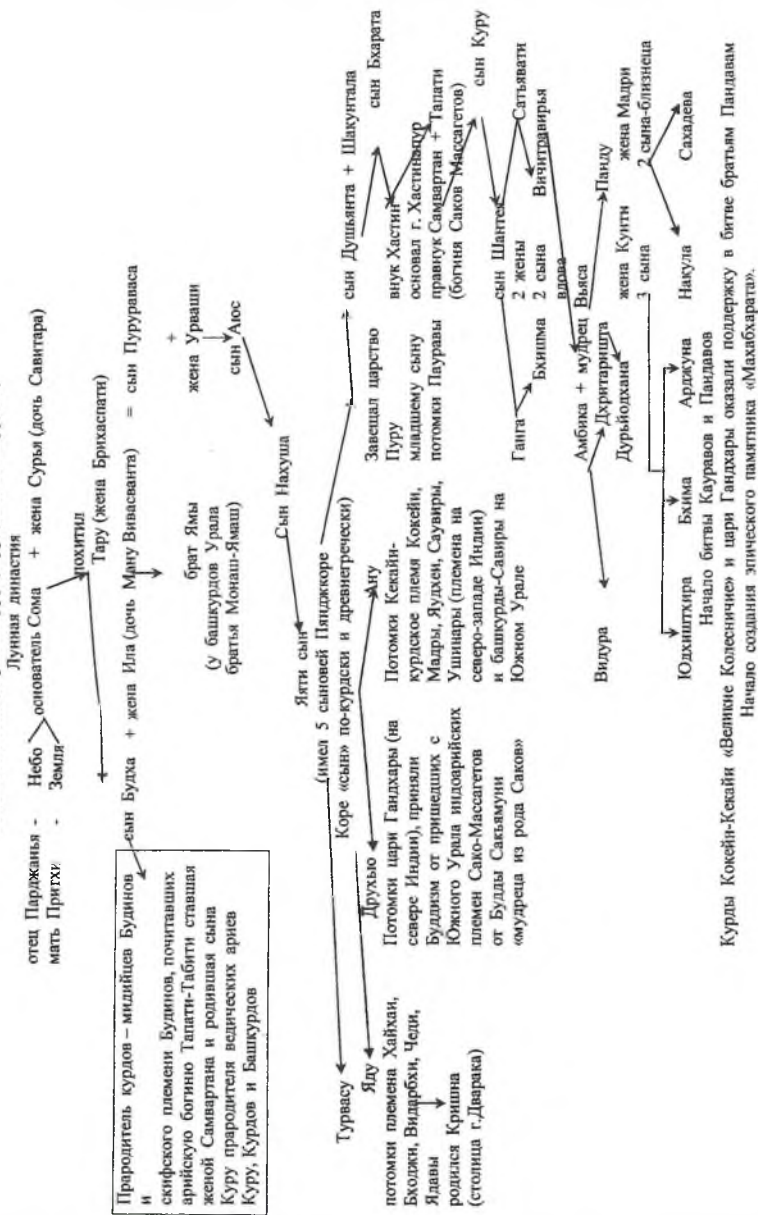 Лунная династия
отец Парджанья - Небо основатель Сома + жена Сурья (дочь Савитара)
мать Притхи - Земля
похитил
Тару (жена Брихаспати)
сын Будха + жена Ила (дочь Ману Вивасванта) = сын Пурураваса
Прародитель курдов – мидийцев Будинов
и
скифского племени Будинов, почитавших
арийскую богиню Тапати-Табити ставшая
женой Самвартана и родившая сына
Куру прародителя ведических ариев
Куру, Курдов и Башкурдов
брат Ямы
(у башкурдов Урала
братья Монаш-Ямаш)
+
жена Урваши
сын Аюс
Сын Нахуша
Яяти сын
(имел 5 сыновей Пянджкоре
Коре «сын» по-курдски и древнегречески)
Турвасу
Яду
потомки племена Хайхаи,
Бходжи, Видарбхи, Чеди,
Ядавы
родился Кришна
(столица г.Дварака)
Друхью
Потомки цари Гандхары (на
севере Индии), приняли
Буддизм от пришедших с
Южного Урала индоарийских
племен Сако-Массагетов
от Будды Сакьямуни
«мудреца из рода Саков»
Ану
Потомки Кекайи-
курдское племя Кокейи,
Мадры, Яудхеи, Саувиры,
Ушинары (племена на
северо-западе Индии)
и башкурды-Савиры на
Южном Урале
Завещал царство
Пуру
младшему сыну
потомки Пауравы
сын Душьянта + Шакунтала
сын Бхарата
внук Хастин
основал г. Хастинапур
правнук Самвартан + Тапати
(богиня Саков Массагетов)
сын Куру
сын Шантек
2 жены
2 сына
вдова
Ганга
Бхишма
Сатьявати
Вичитравирья
Амбика + мудрец Вьяса
Видура
Дхритаришта
Дурьйодхана
Панду
жена Кунти
3 сына
жена Мадри
2 сына-близнеца
Юдхиштхира Бхима Арджуна Накула Сахадева
Начало битвы Кауравов и Пандавов
Курды Кокейи-Кекайи «Великие Колесничие» и цари Гандхары оказали поддержку в битве братьям Пандавам
Начало создания эпического памятника «Махабхарата».